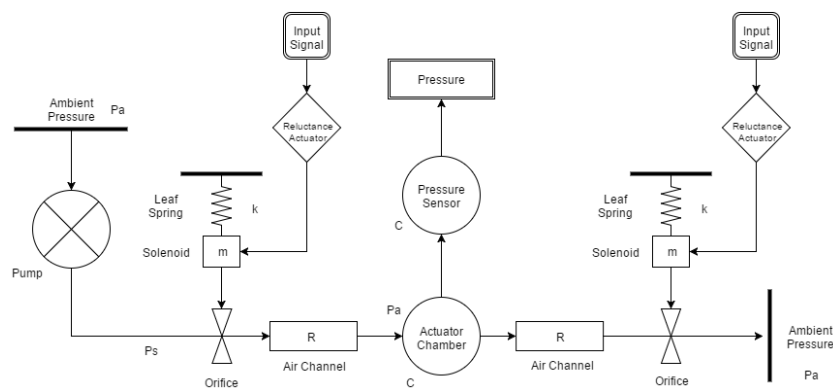 Input
Signal
Input
Signal
Pressure
Ambient
Pressure
Pa
Reluctance
Actuator
Reluctance
Actuator
Leaf
Spring
k
Pressure
Sensor
C
Leaf
Spring
k
Solenoid
m
Solenoid
m
Pump
Ps
Orifice
R
Air Channel
Pa
Actuator
Chamber
C
R
Air Channel
Orifice
Ambient
Pressure
Pa